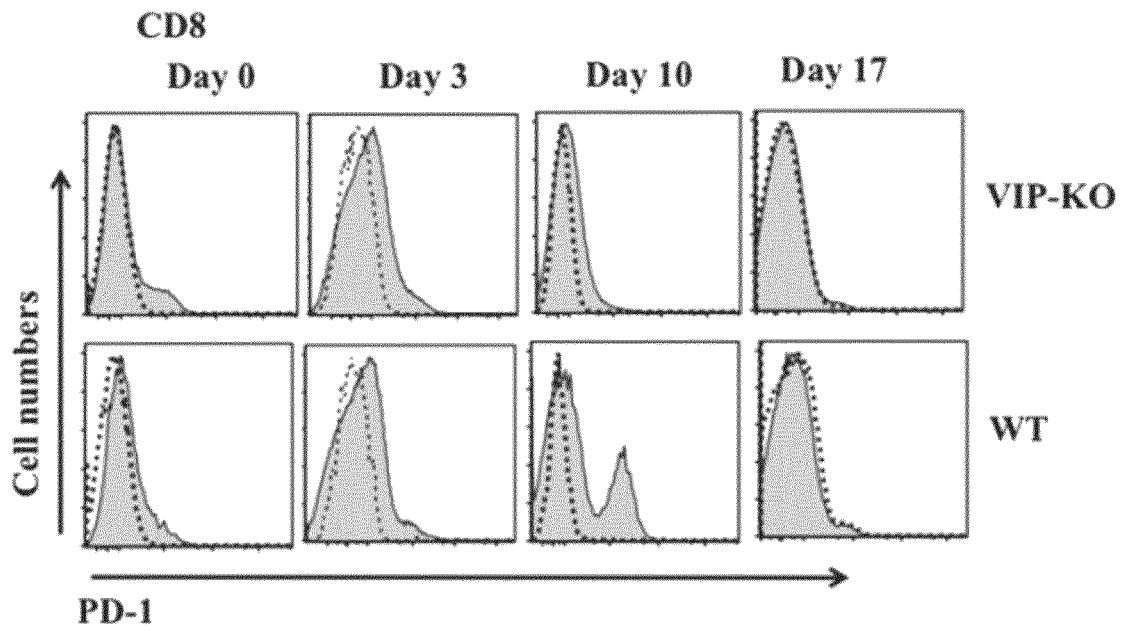 CD8
Day 0
Day 3
Day 10
Day 17
VIP-KO
WT
Cell numbers
PD-1